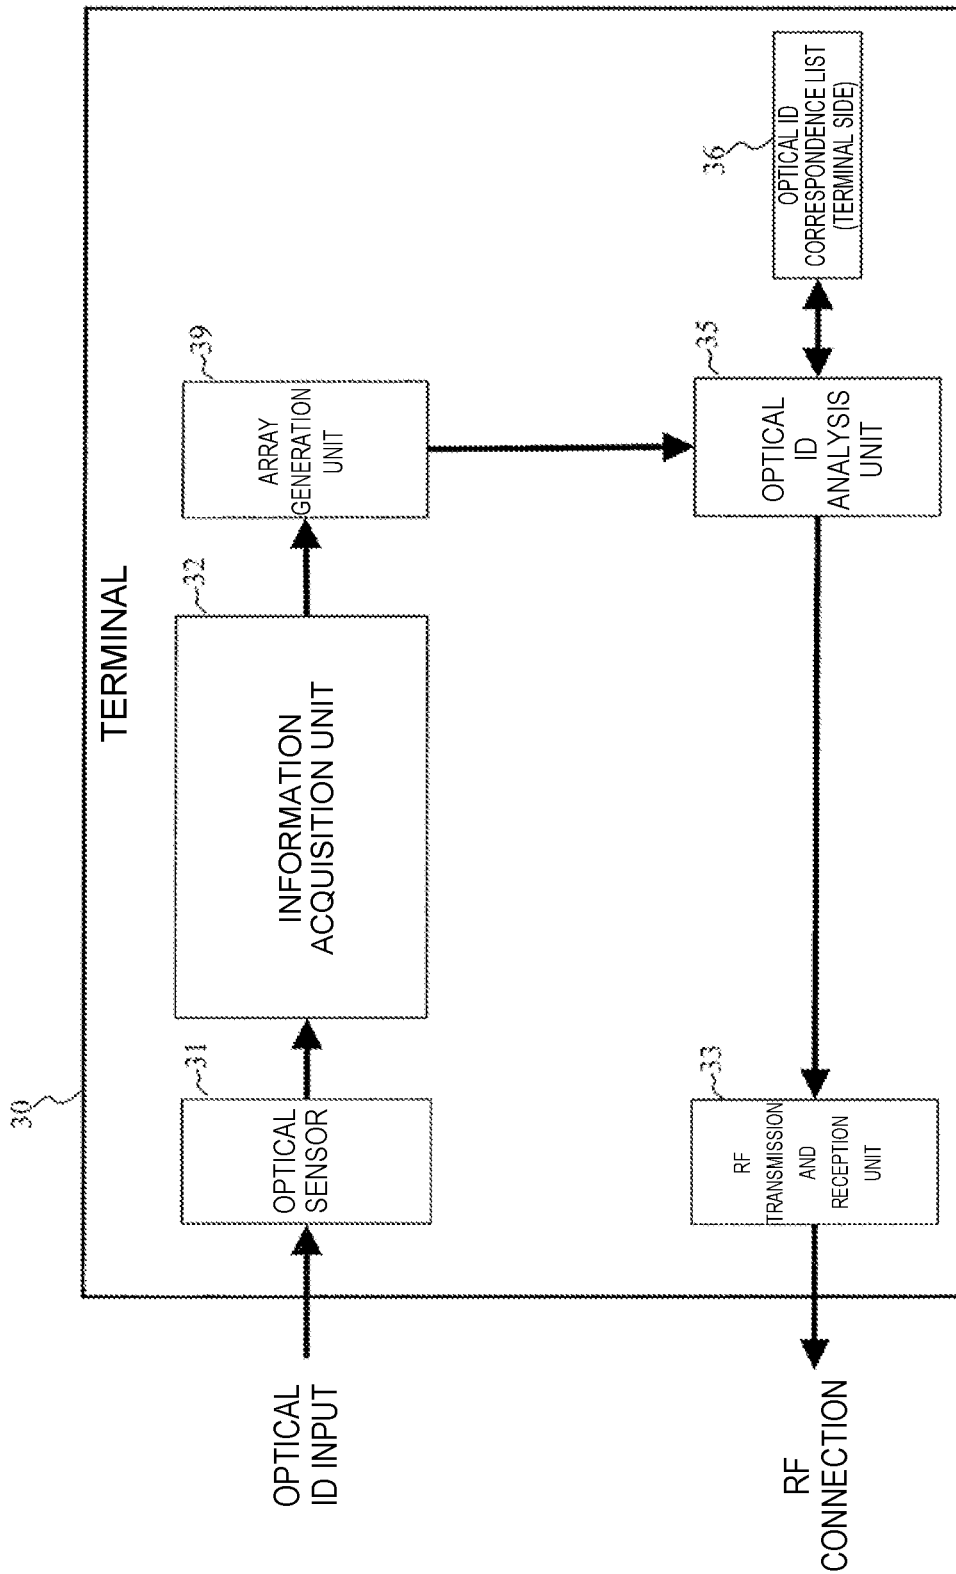 30
TERMINAL
OPTICAL
ID INPUT
31
OPTICAL
SENSOR
32
INFORMATION
ACQUISITION UNIT
39
ARRAY
GENERATION
UNIT
35
OPTICAL
ID
ANALYSIS
UNIT
36
OPTICAL ID
CORRESPONDENCE LIST
(TERMINAL SIDE)
33
RF
TRANSMISSION
AND
RECEPTION
UNIT
RF
CONNECTION